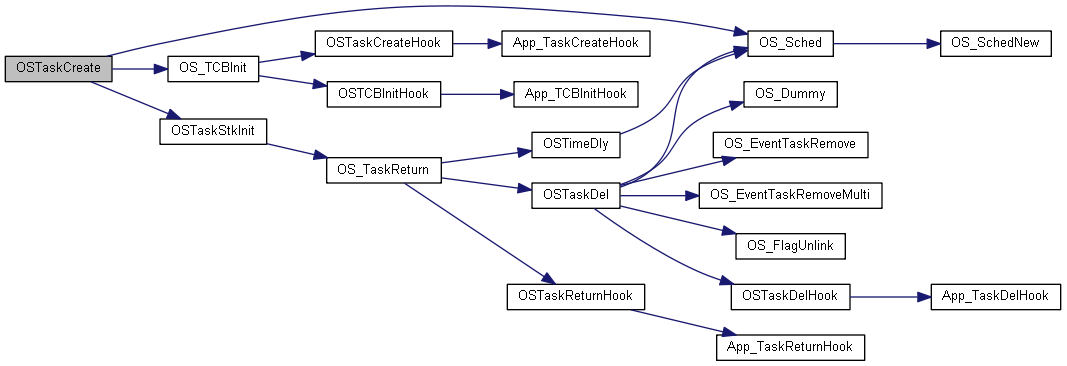 OSTaskCreate
OS_TCBInit
OSTaskStkInit
OSTaskCreateHook
OSTCBInitHook
OS_TaskReturn
App_TaskCreateHook
App_TCBInitHook
OSTimeDly
OSTaskDel
OSTaskReturnHook
OS_Sched
OS_Dummy
OS_EventTaskRemove
OS_EventTaskRemoveMulti
OS_FlagUnlink
OSTaskDelHook
App_TaskReturnHook
OS_SchedNew
App_TaskDelHook